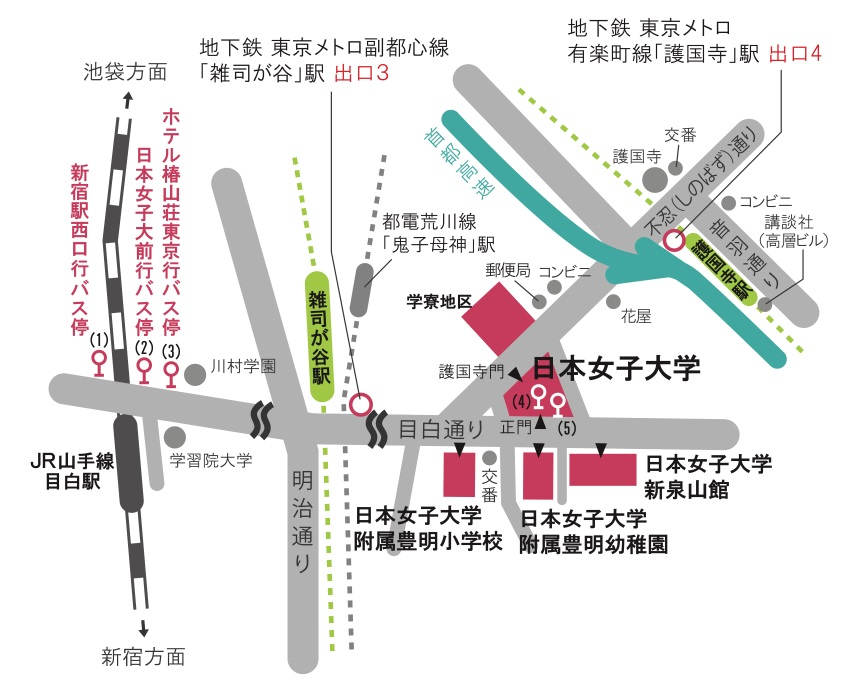 地下鉄 東京メトロ副都心線
「雑司が谷」駅 出口3
地下鉄 東京メトロ
有楽町線「護国寺」駅 出口4
池袋方面
ホテル椿山荘東京行バス停
日本女子大前行バス停
新宿駅西口行バス停
(1)
(2)
(3)
川村学園
学習院大学
JR山手線
目白駅
新宿方面
雑司が谷駅
都電荒川線
「鬼子母神」駅
明治通り
目白通り
首都高速
護国寺
交番
不忍(しのばず)通り
コンビニ
音羽通り
講談社
(高層ビル)
護国寺駅
郵便局
コンビニ
花屋
学寮地区
護国寺門
日本女子大学
(4)
(5)
正門
交番
日本女子大学
附属豊明小学校
日本女子大学
附属豊明幼稚園
日本女子大学
新泉山館